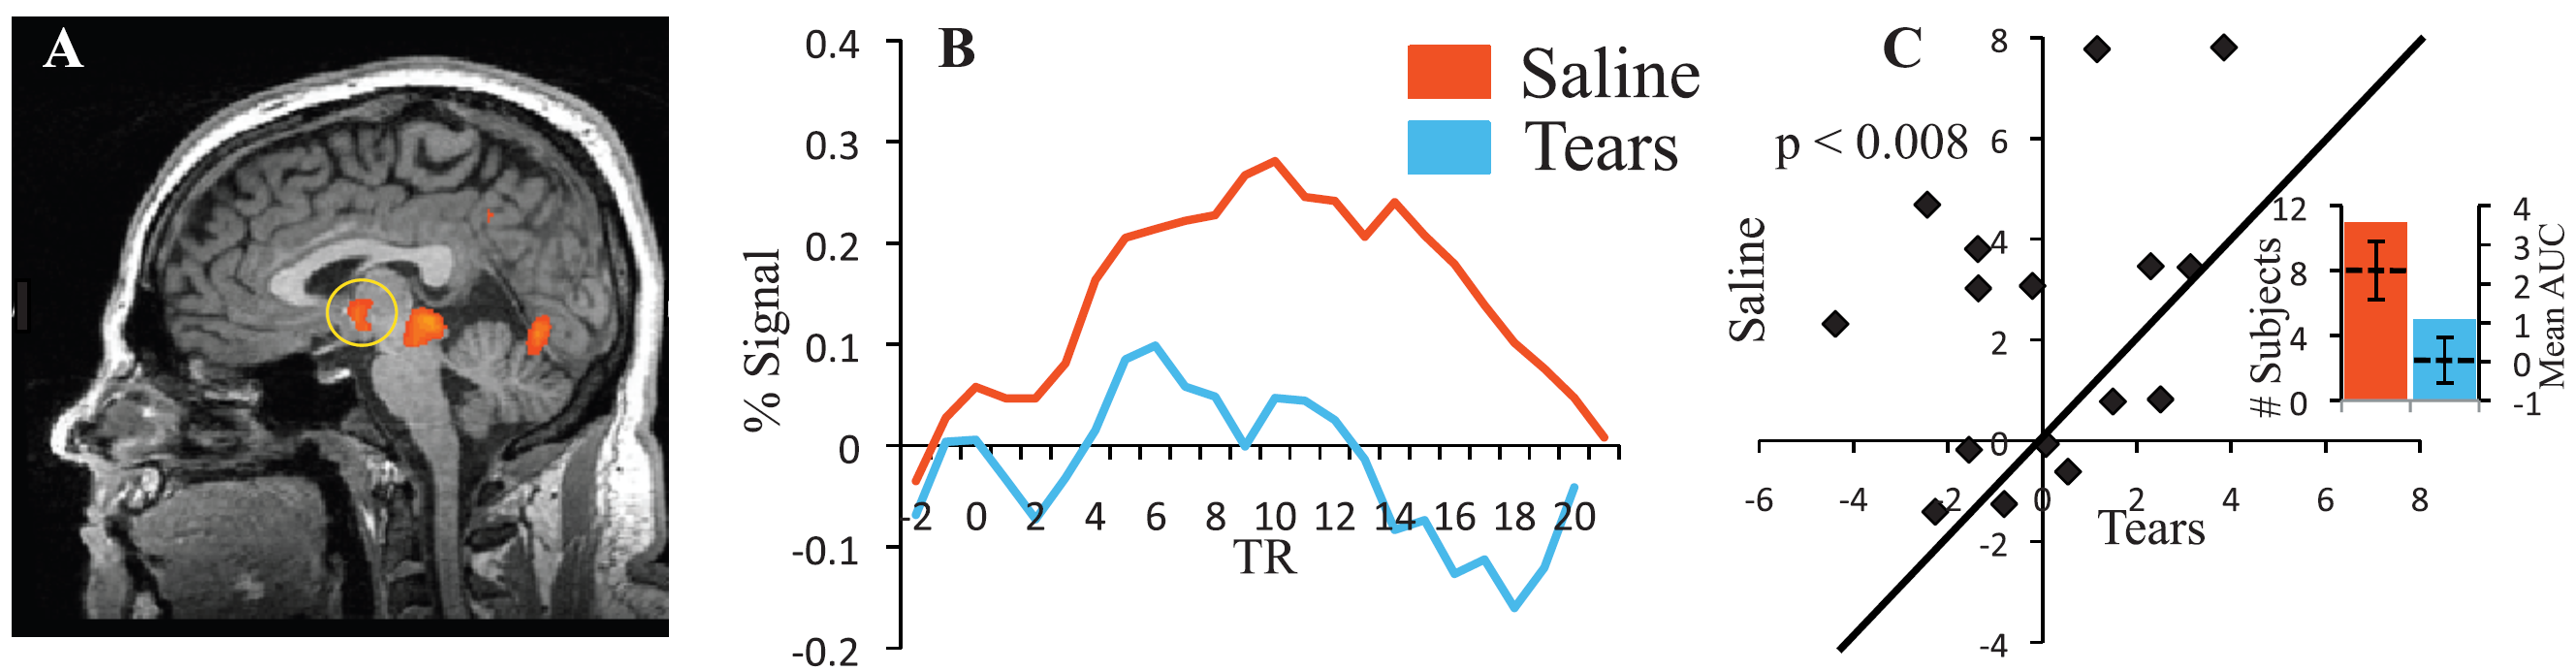 A
B
0.4
0.3
0.2
0.1
0
-0.1
-0.2
% Signal
Saline
Tears
-2 0 2 4 6 8 10 12 14 16 18 20
TR
C
p < 0.008
8
6
4
2
0
-2
-4
Saline
-6 -4 -2 0 2 4 6 8
Tears
12
8
4
0
# Subjects
4
3
2
1
0
-1
Mean AUC